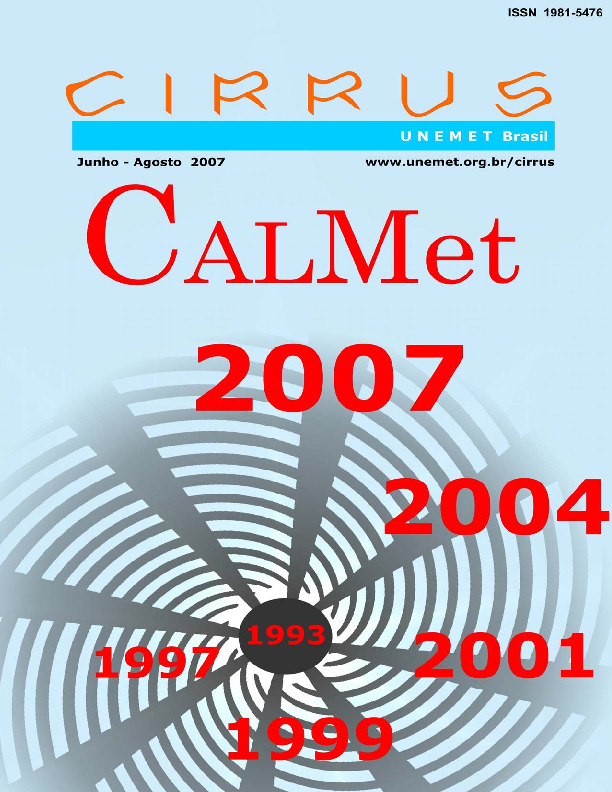 ISSN 1981-5476
CIRRUS
UNEMET Brasil
Junho - Agosto 2007 www.unemet.org.br/cirrus
CALMet
2007
2004
1993
2001
1997
1999